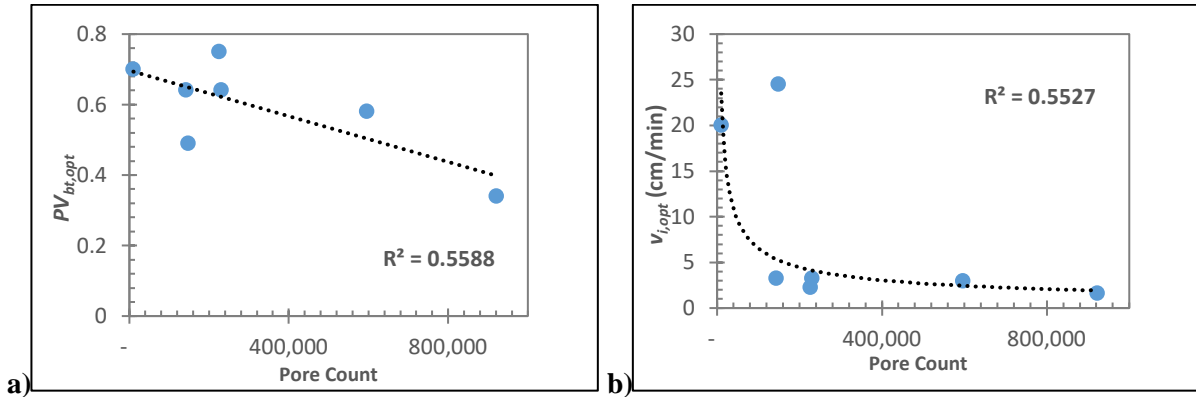 0.8
0.6
0.4
0.2
0
PV_bt,opt
R² = 0.5588
- 400,000 800,000
Pore Count
a)
30
25
20
15
10
5
0
v_i,opt (cm/min)
R² = 0.5527
- 400,000 800,000
Pore Count
b)